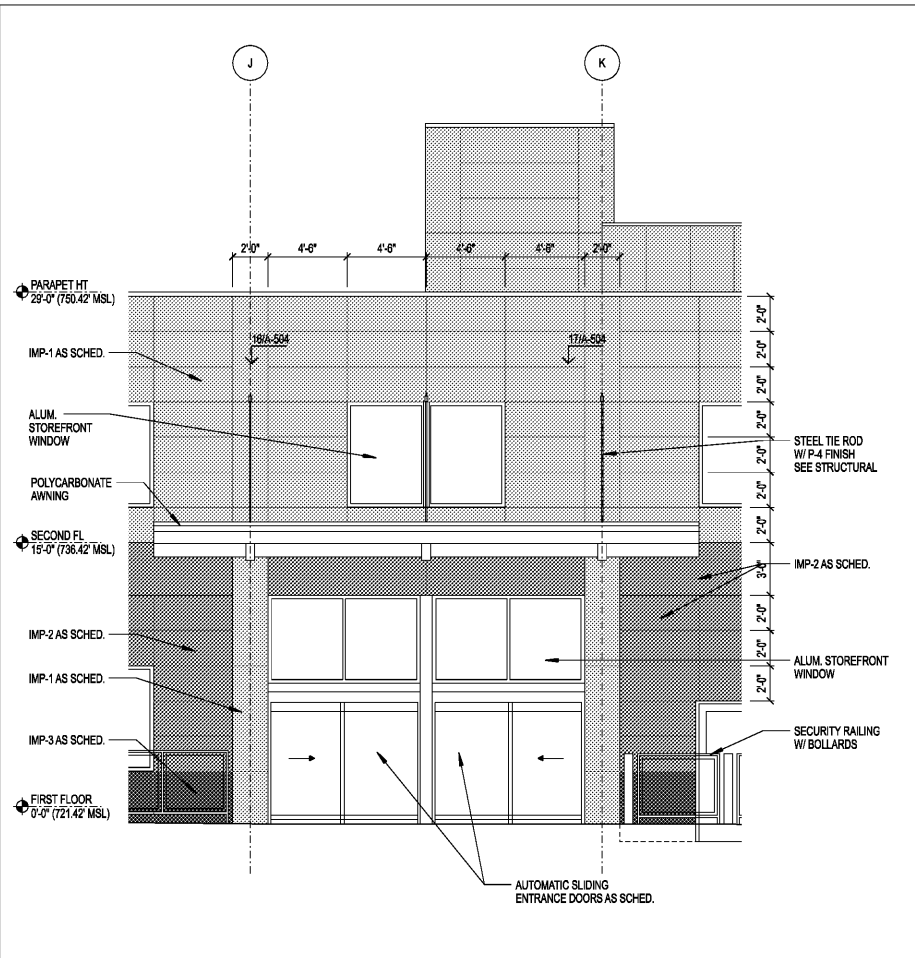 J
K
2'-0"
4'-6"
4'-6"
4'-6"
4'-6"
2'-0"
PARAPET HT
29'-0" (750.42' MSL)
2'-0"
16/A-504
17/A-504
2'-0"
IMP-1 AS SCHED.
2'-0"
ALUM.
STOREFRONT
WINDOW
2'-0"
STEEL TIE ROD
W/ P-4 FINISH
SEE STRUCTURAL
2'-0"
POLYCARBONATE
AWNING
2'-0"
2'-0"
SECOND FL
15'-0" (736.42' MSL)
3'-0"
IMP-2 AS SCHED.
2'-0"
IMP-2 AS SCHED.
2'-0"
ALUM. STOREFRONT
WINDOW
IMP-1 AS SCHED.
2'-0"
SECURITY RAILING
W/ BOLLARDS
IMP-3 AS SCHED.
FIRST FLOOR
0'-0" (721.42' MSL)
AUTOMATIC SLIDING
ENTRANCE DOORS AS SCHED.